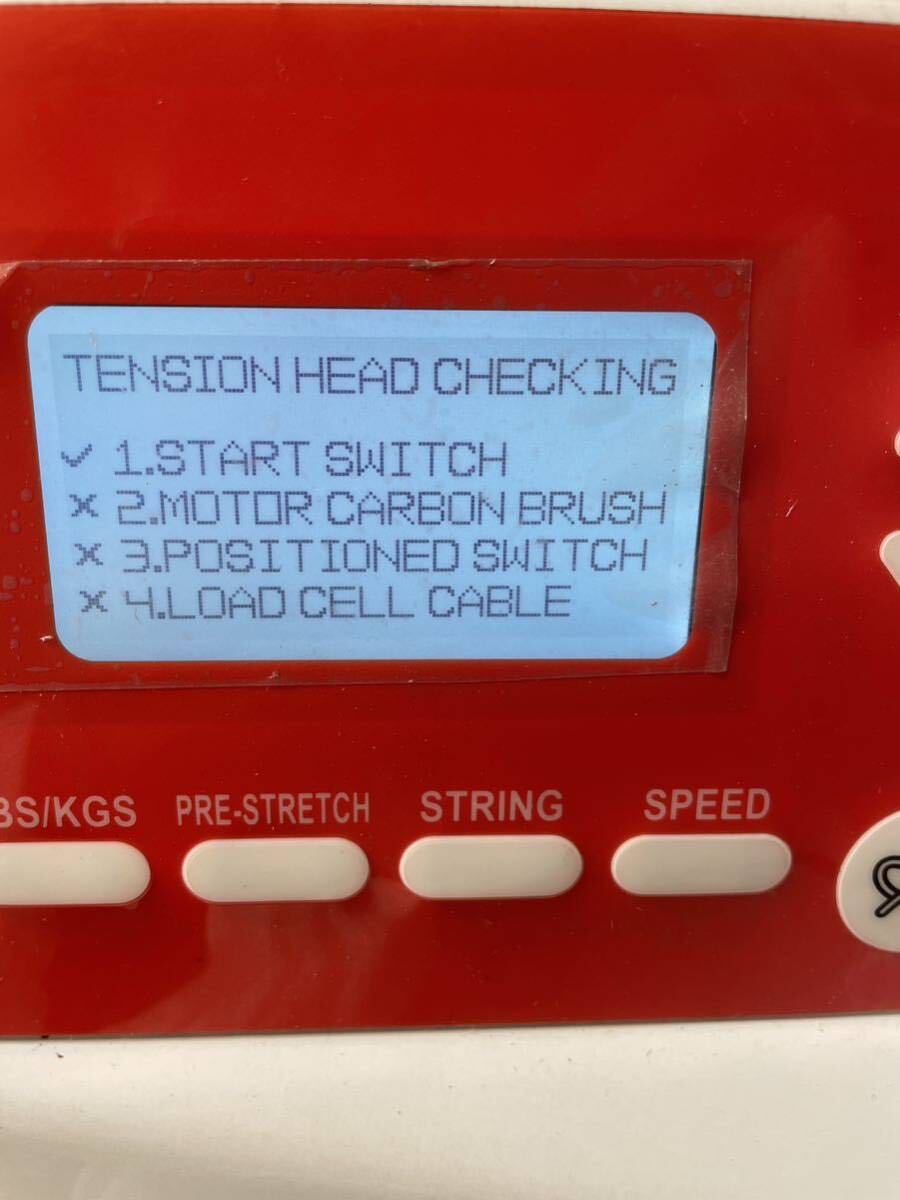 TENSION HEAD CHECKING
✓ 1.START SWITCH
× 2.MOTOR CARBON BRUSH
× 3.POSITIONED SWITCH
× 4.LOAD CELL CABLE
BS/KGS PRE-STRETCH STRING SPEED